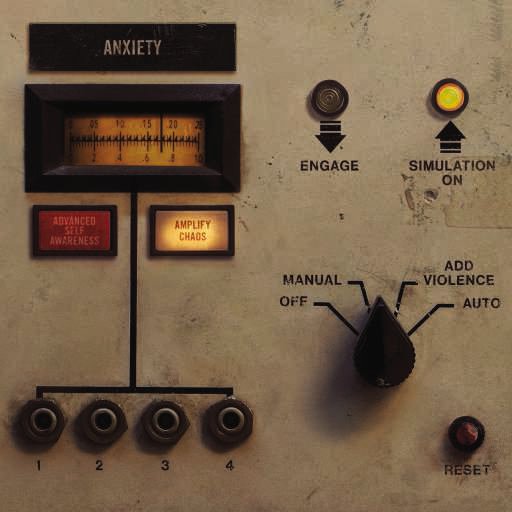 ANXIETY
.05 .10 .15 .20 .25
.2 .4 .6 .8 1.0
ENGAGE
SIMULATION
ON
ADVANCED
SELF
AWARENESS
AMPLIFY
CHAOS
MANUAL
OFF
ADD
VIOLENCE
AUTO
1 2 3 4
RESET